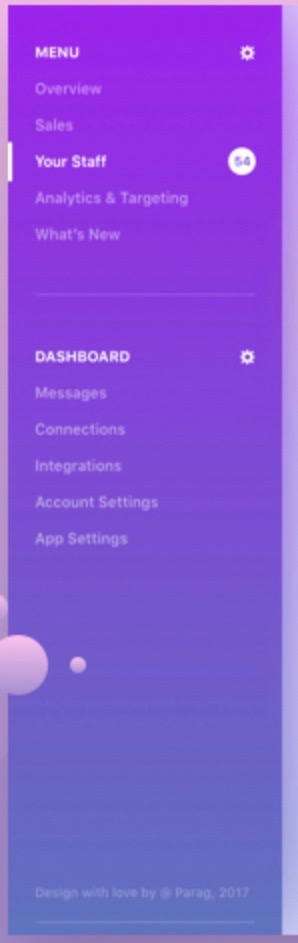 MENU
Overview
Sales
Your Staff 54
Analytics & Targeting
What's New
DASHBOARD
Messages
Connections
Integrations
Account Settings
App Settings
Design with love by @ Parag, 2017